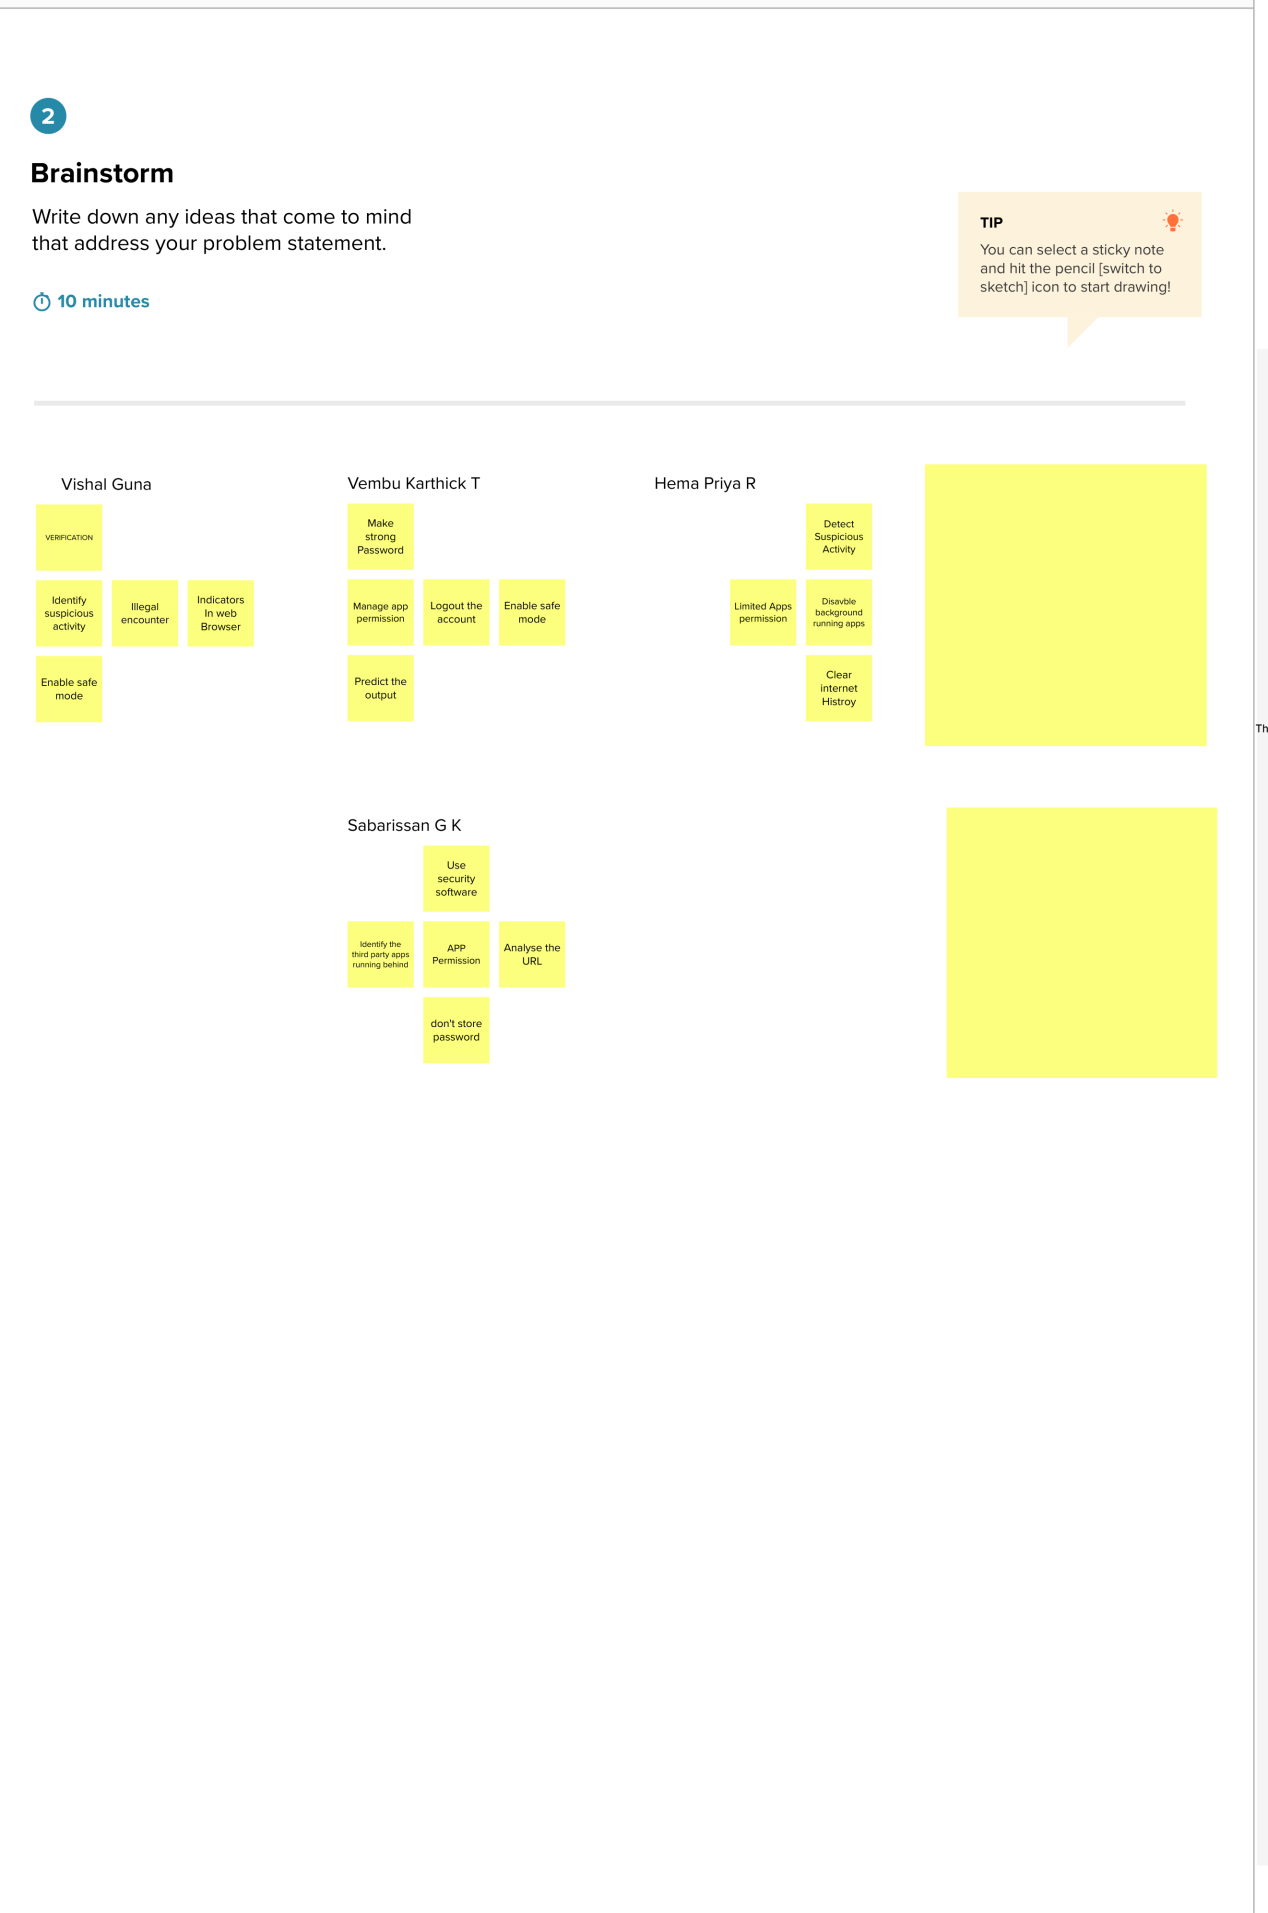 2
Brainstorm
Write down any ideas that come to mind
that address your problem statement.
10 minutes
TIP
You can select a sticky note
and hit the pencil [switch to
sketch] icon to start drawing!
Vishal Guna
VERIFICATION
Identify
suspicious
activity
Illegal
encounter
Indicators
In web
Browser
Enable safe
mode
Vembu Karthick T
Make
strong
Password
Manage app
permission
Logout the
account
Enable safe
mode
Predict the
output
Hema Priya R
Detect
Suspicious
Activity
Limited Apps
permission
Disavble
background
running apps
Clear
internet
Histroy
Th
Sabarissan G K
Use
security
software
Identify the
third party apps
running behind
APP
Permission
Analyse the
URL
don't store
password